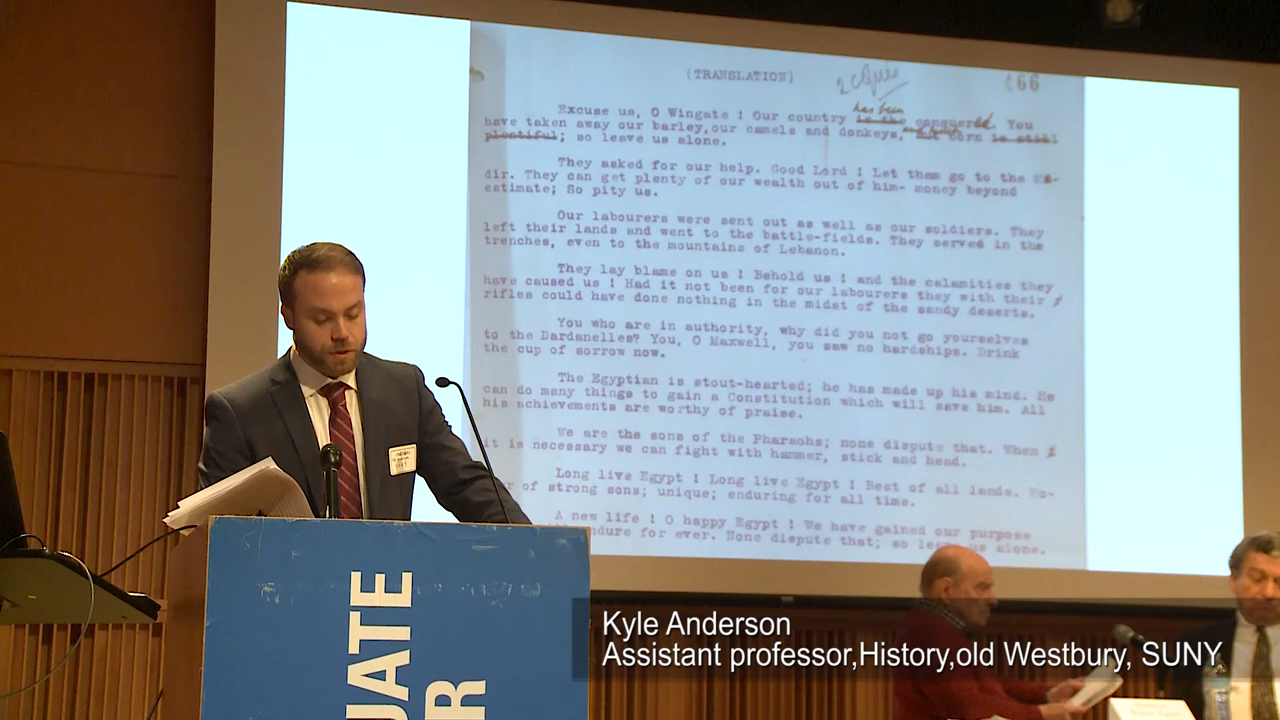 (TRANSLATION)
66
Excuse us, O Wingate ! Our country has been conquered. You
have taken away our barley, our camels and donkeys, corn is still
plentiful; so leave us alone.
They asked for our help. Good Lord ! Let them go to the Na-
dir. They can get plenty of our wealth out of him- money beyond
estimate; So pity us.
Our labourers were sent out as well as our soldiers. They
left their lands and went to the battle-fields. They served in the
trenches, even to the mountains of Lebanon.
They lay blame on us ! Behold us ! and the calamities they
have caused us ! Had it not been for our labourers they with their
rifles could have done nothing in the midst of the sandy deserts.
You who are in authority, why did you not go yourselves
to the Dardanelles? You, O Maxwell, you saw no hardships. Drink
the cup of sorrow now.
The Egyptian is stout-hearted; he has made up his mind. He
can do many things to gain a Constitution which will save him. All
his achievements are worthy of praise.
We are the sons of the Pharaohs; none dispute that. When
it is necessary we can fight with hammer, stick and head.
Long live Egypt ! Long live Egypt ! Best of all lands. Mo-
er of strong sons; unique; enduring for all time.
A new life ! O happy Egypt ! We have gained our purpose
endure for ever. None dispute that; so leave us alone.
UATE
R
Kyle Anderson
Assistant professor,History,old Westbury, SUNY